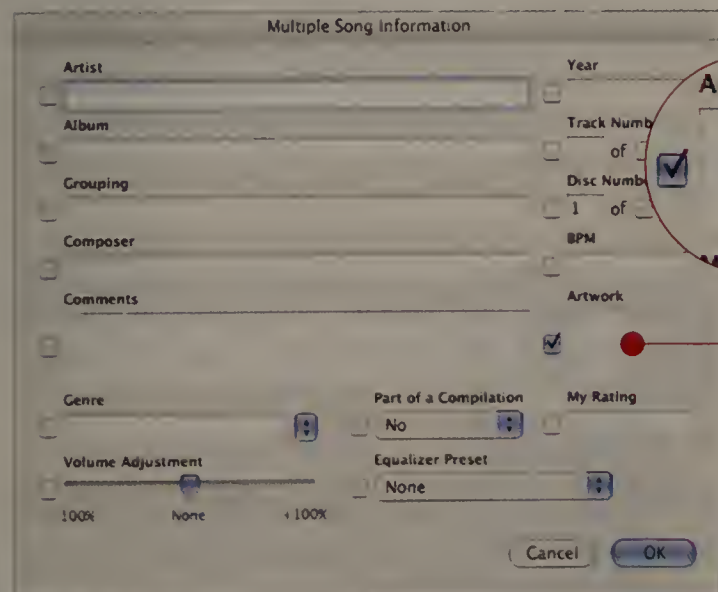 Multiple Song Information
Artist
Year
Album
Track Numb
of
Grouping
Disc Numb
1 of
Composer
BPM
Comments
Artwork
Genre
Part of a Compilation
My Rating
No
Volume Adjustment
Equalizer Preset
None
100% None +100%
Cancel OK
A